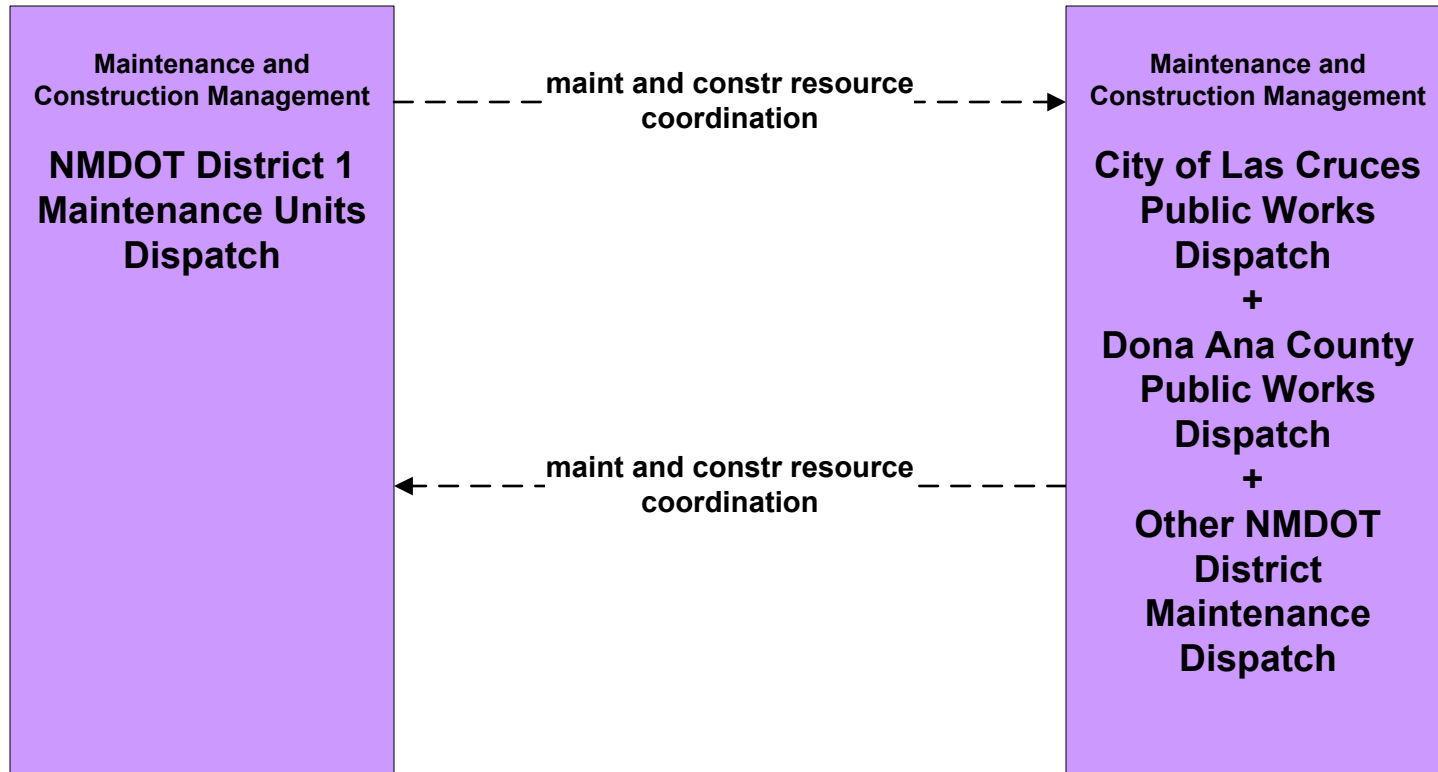 Maintenance and
Construction Management
NMDOT District 1
Maintenance Units
Dispatch
maint and constr resource
coordination
maint and constr resource
coordination
Maintenance and
Construction Management
City of Las Cruces
Public Works
Dispatch
+
Dona Ana County
Public Works
Dispatch
+
Other NMDOT
District
Maintenance
Dispatch